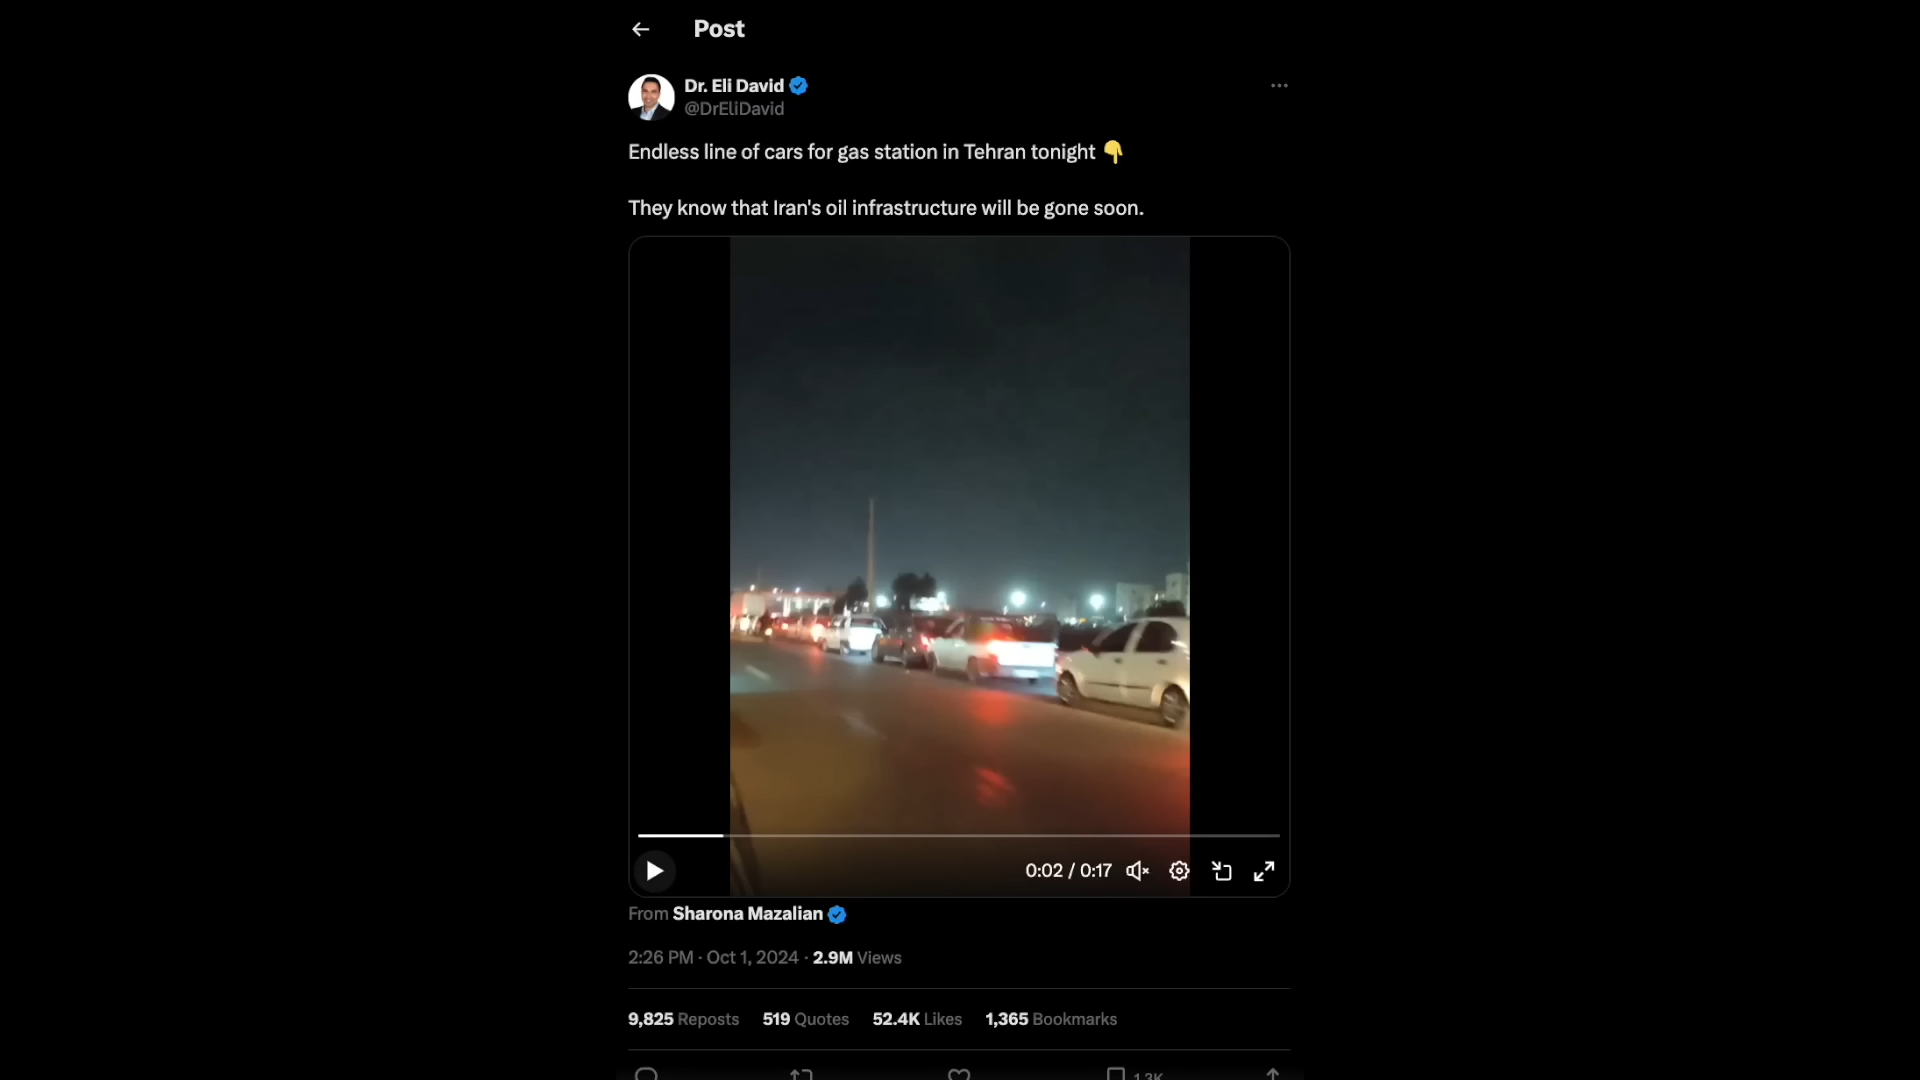 Post
Dr. Eli David
@DrEliDavid
Endless line of cars for gas station in Tehran tonight 👇
They know that Iran's oil infrastructure will be gone soon.
0:02 / 0:17
From Sharona Mazalian
2:26 PM · Oct 1, 2024 · 2.9M Views
9,825 Reposts 519 Quotes 52.4K Likes 1,365 Bookmarks
1.3K